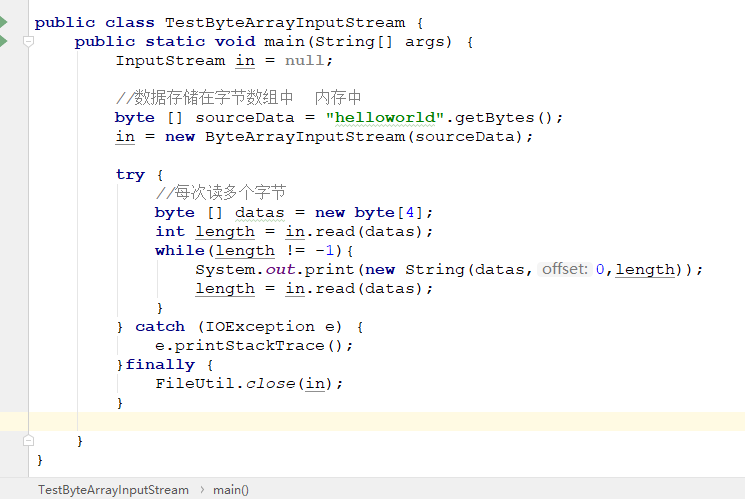 public class TestByteArrayInputStream {
    public static void main(String[] args) {
        InputStream in = null;

        //数据存储在字节数组中  内存中
        byte [] sourceData = "helloworld".getBytes();
        in = new ByteArrayInputStream(sourceData);

        try {
            //每次读多个字节
            byte [] datas = new byte[4];
            int length = in.read(datas);
            while(length != -1){
                System.out.print(new String(datas, offset: 0,length));
                length = in.read(datas);
            }
        } catch (IOException e) {
            e.printStackTrace();
        }finally {
            FileUtil.close(in);
        }

    }
}
TestByteArrayInputStream › main()